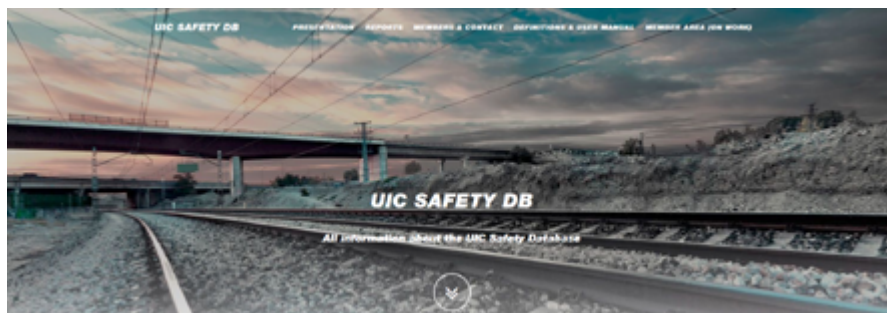 UIC SAFETY DB PRESENTATION REPORTS MEMBERS & CONTACT DEFINITIONS & USER MANUAL MEMBER AREA (ON WORK)
UIC SAFETY DB
All information about the UIC Safety Database